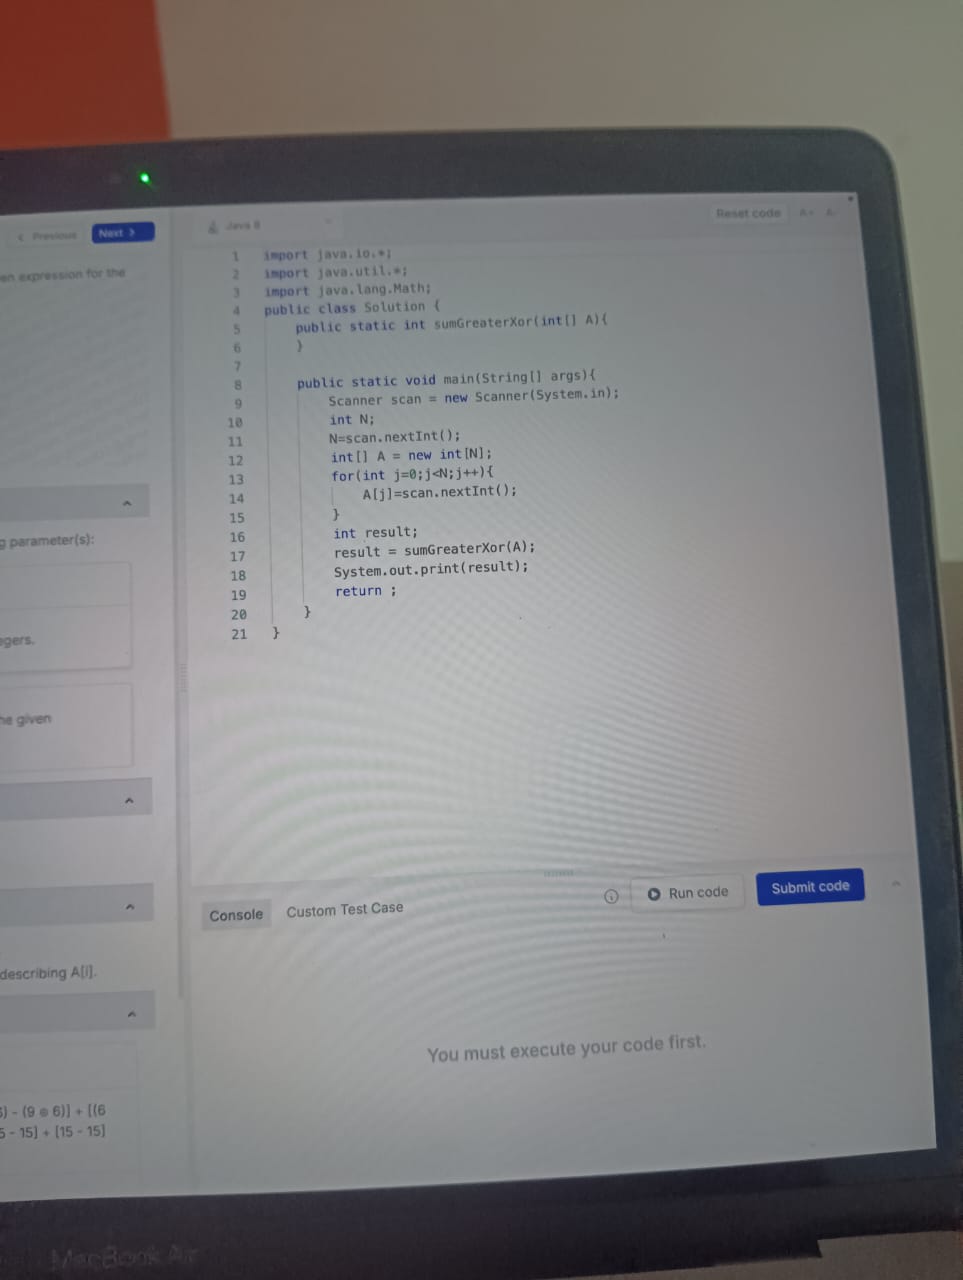 Previous
Next >
en expression for the
g parameter(s):
egers.
he given
describing A[i].
6) - (9 ⊕ 6)] + [(6
5 - 15] + [15 - 15]
Java 8
Reset code
A+ A-
1 import java.io.*;
2 import java.util.*;
3 import java.lang.Math;
4 public class Solution {
5 public static int sumGreaterXor(int[] A){
6 }
7
8 public static void main(String[] args){
9 Scanner scan = new Scanner(System.in);
10 int N;
11 N=scan.nextInt();
12 int[] A = new int[N];
13 for(int j=0;j<N;j++){
14 A[j]=scan.nextInt();
15 }
16 int result;
17 result = sumGreaterXor(A);
18 System.out.print(result);
19 return ;
20 }
21 }
Console
Custom Test Case
Run code
Submit code
You must execute your code first.
MacBook Air